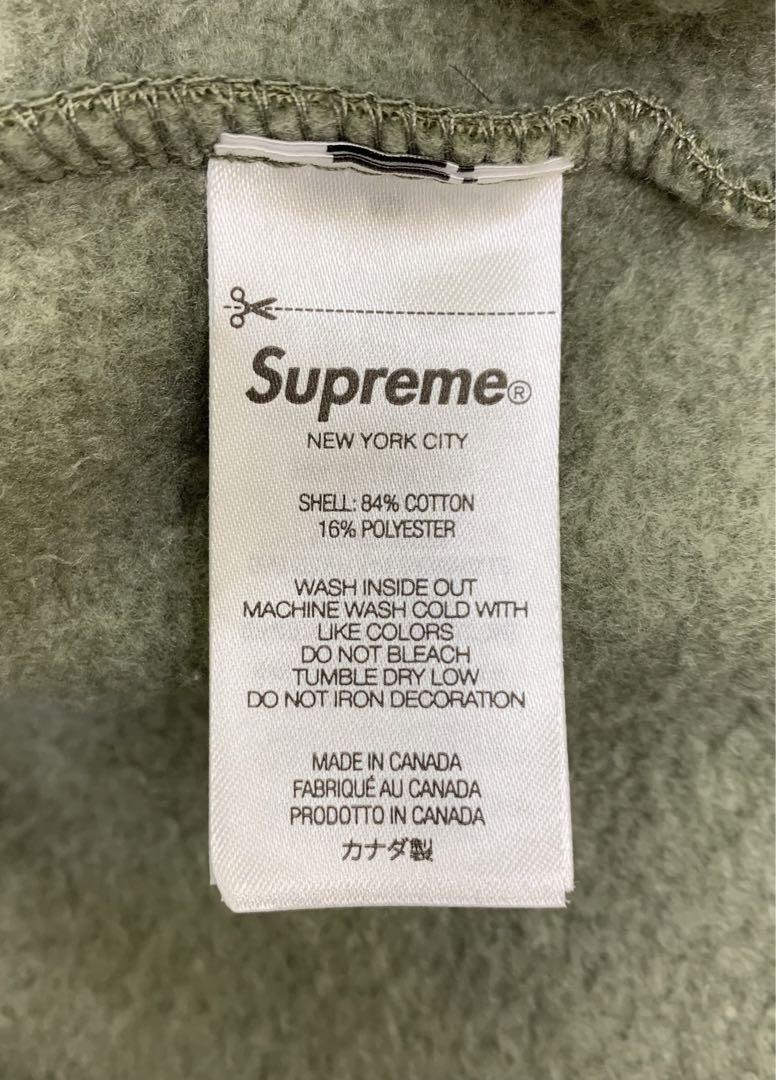 Supreme®
NEW YORK CITY
SHELL: 84% COTTON
16% POLYESTER
WASH INSIDE OUT
MACHINE WASH COLD WITH
LIKE COLORS
DO NOT BLEACH
TUMBLE DRY LOW
DO NOT IRON DECORATION
MADE IN CANADA
FABRIQUÉ AU CANADA
PRODOTTO IN CANADA
カナダ製